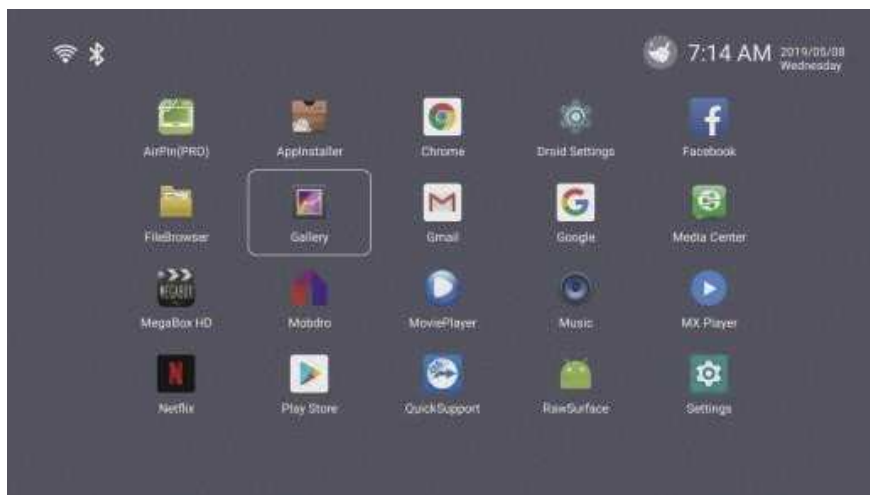 7:14 AM 2019/05/08
Wednesday
AirPin(PRO) AppInstaller Chrome Droid Settings Facebook
FileBrowser Gallery Gmail Google Media Center
MEGABOX
MegaBox HD Mobdro MoviePlayer Music MX Player
Netflix Play Store QuickSupport RawSurface Settings